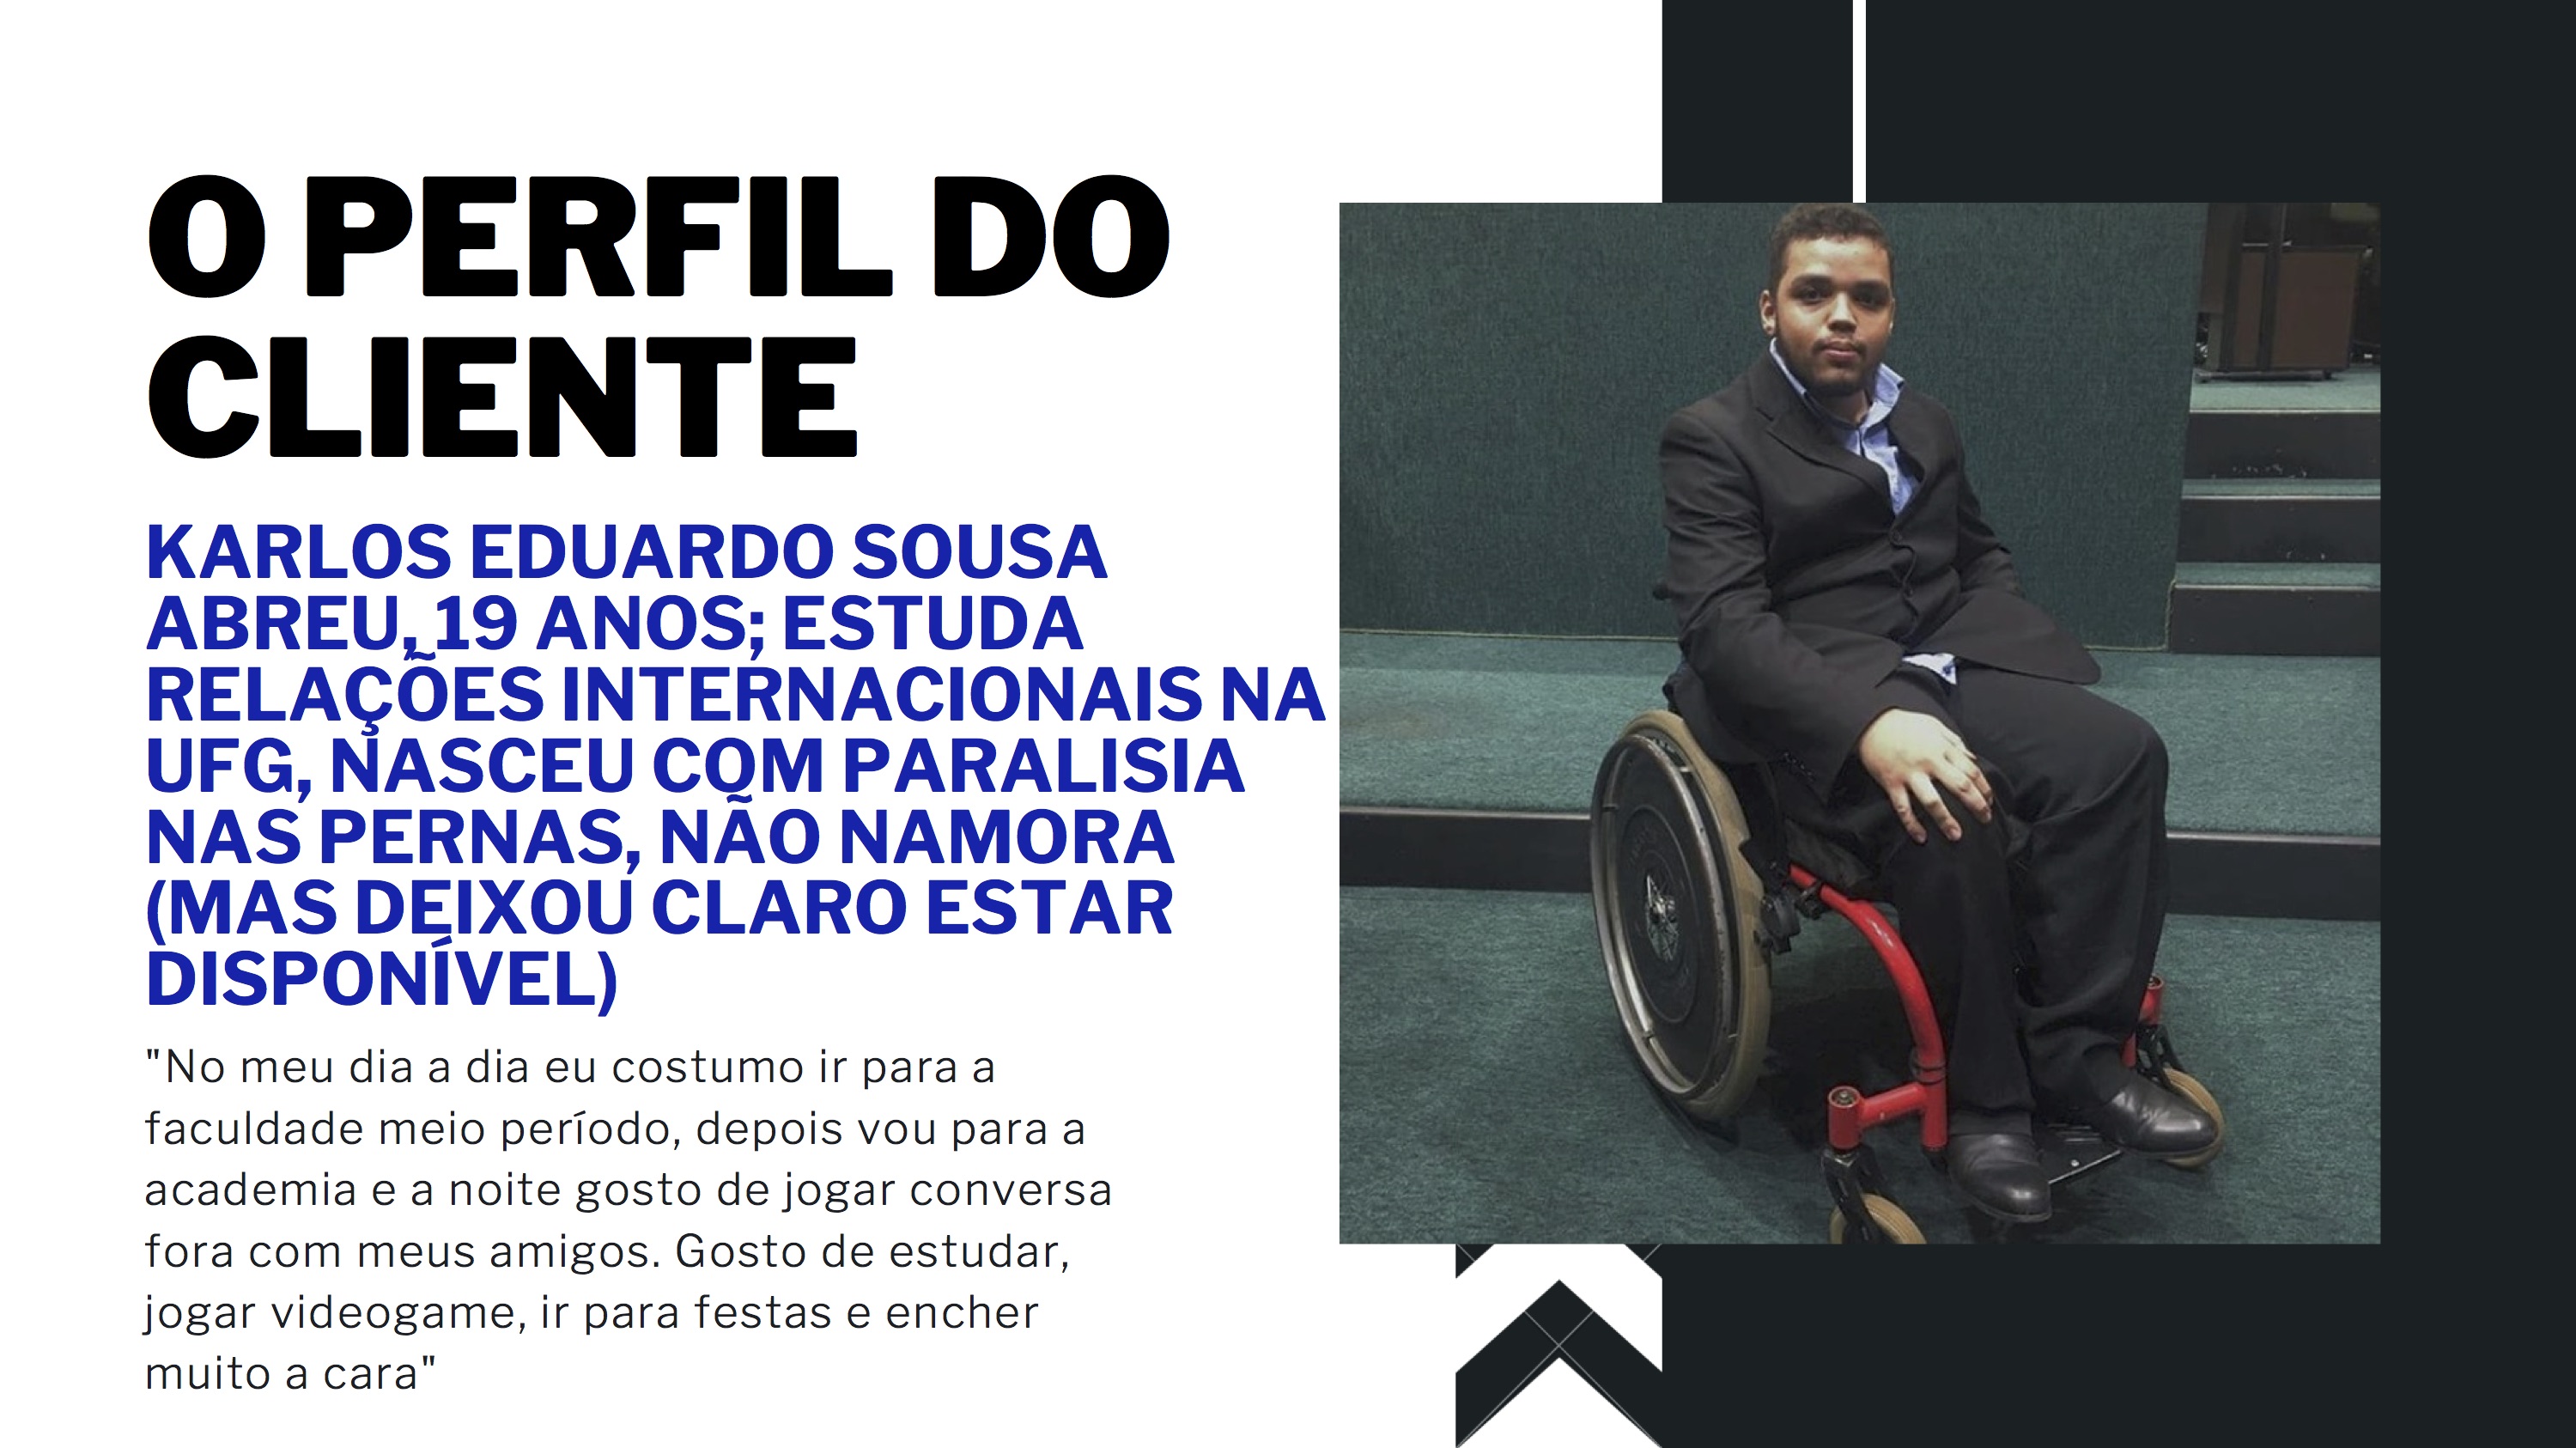 O PERFIL DO
CLIENTE
KARLOS EDUARDO SOUSA
ABREU, 19 ANOS; ESTUDA
RELAÇÕES INTERNACIONAIS NA
UFG, NASCEU COM PARALISIA
NAS PERNAS, NÃO NAMORA
(MAS DEIXOU CLARO ESTAR
DISPONÍVEL)
"No meu dia a dia eu costumo ir para a
faculdade meio período, depois vou para a
academia e a noite gosto de jogar conversa
fora com meus amigos. Gosto de estudar,
jogar videogame, ir para festas e encher
muito a cara"